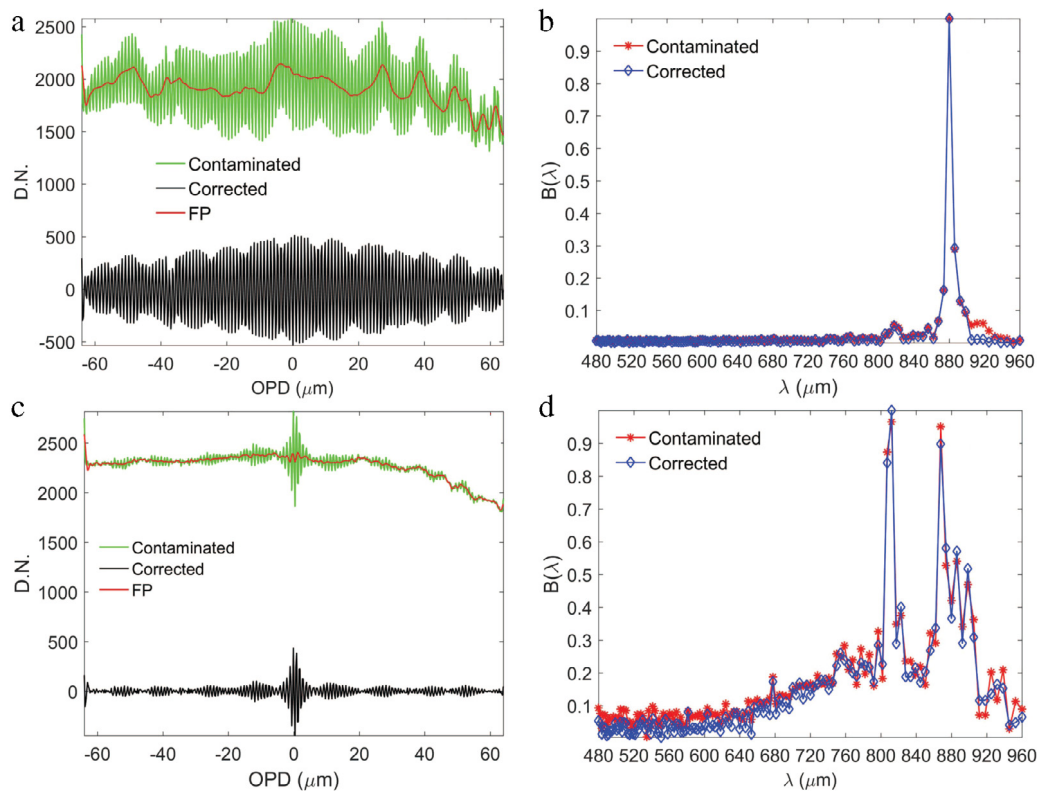 a
2500
2000
1500
500
0
-500
D.N.
Contaminated
Corrected
FP
-60 -40 -20 0 20 40 60
OPD (μm)
b
0.9
0.8
0.7
0.6
0.5
0.4
0.3
0.2
0.1
B(λ)
Contaminated
Corrected
480 520 560 600 640 680 720 760 800 840 880 920 960
λ (μm)
c
2500
2000
1500
1000
500
0
D.N.
Contaminated
Corrected
FP
-60 -40 -20 0 20 40 60
OPD (μm)
d
0.9
0.8
0.7
0.6
0.5
0.4
0.3
0.2
0.1
B(λ)
Contaminated
Corrected
480 520 560 600 640 680 720 760 800 840 880 920 960
λ (μm)